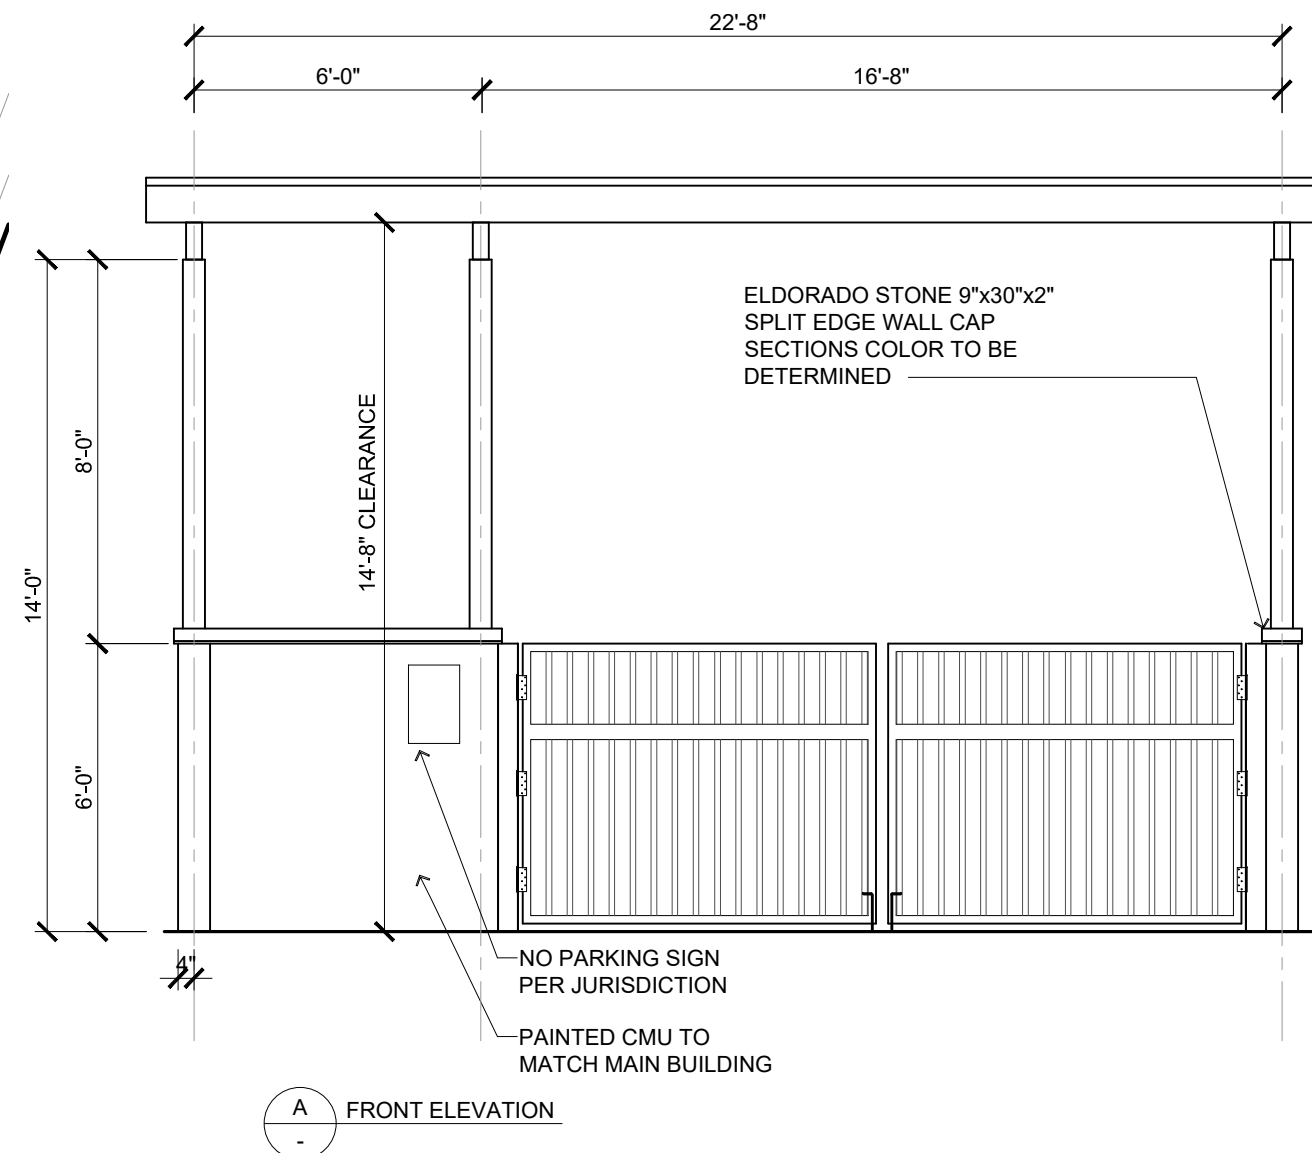 22'-8"
6'-0"
16'-8"
ELDORADO STONE 9"x30"x2"
SPLIT EDGE WALL CAP
SECTIONS COLOR TO BE
DETERMINED
14'-8" CLEARANCE
8'-0"
14'-0"
6'-0"
4"
NO PARKING SIGN
PER JURISDICTION
PAINTED CMU TO
MATCH MAIN BUILDING
A
FRONT ELEVATION
-